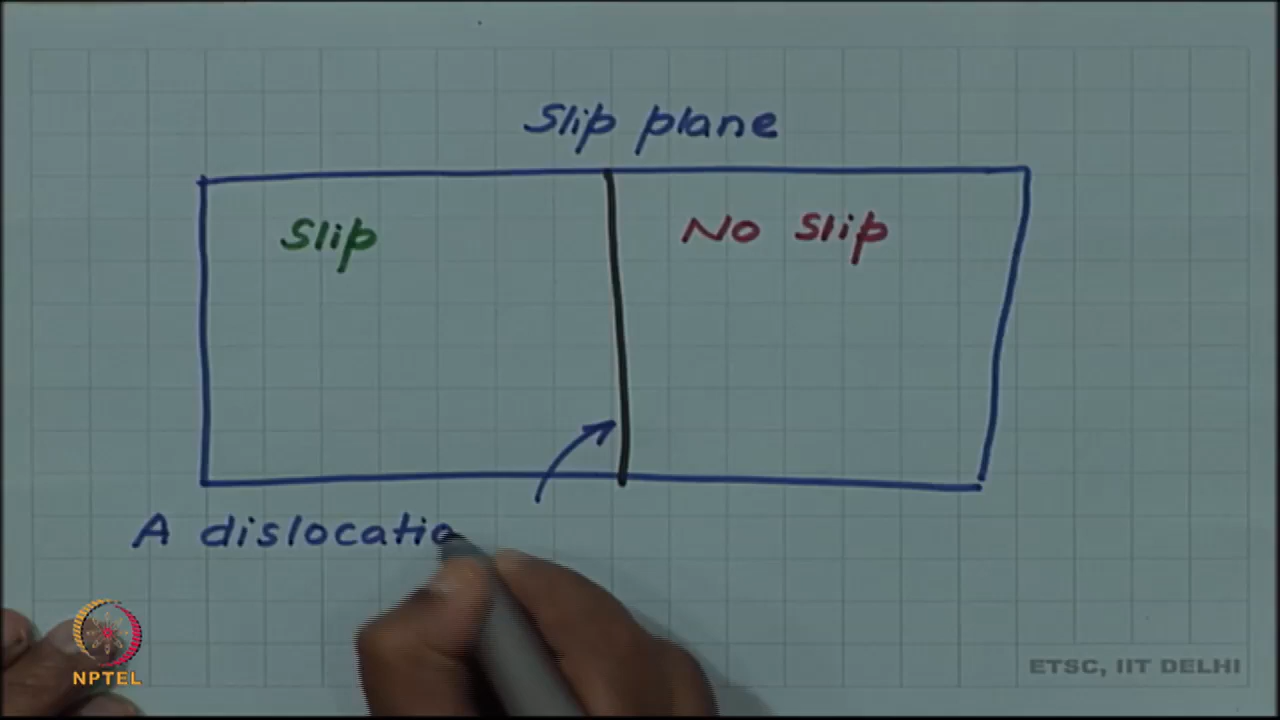 Slip plane
Slip
No Slip
A dislocatio
NPTEL
ETSC, IIT DELHI